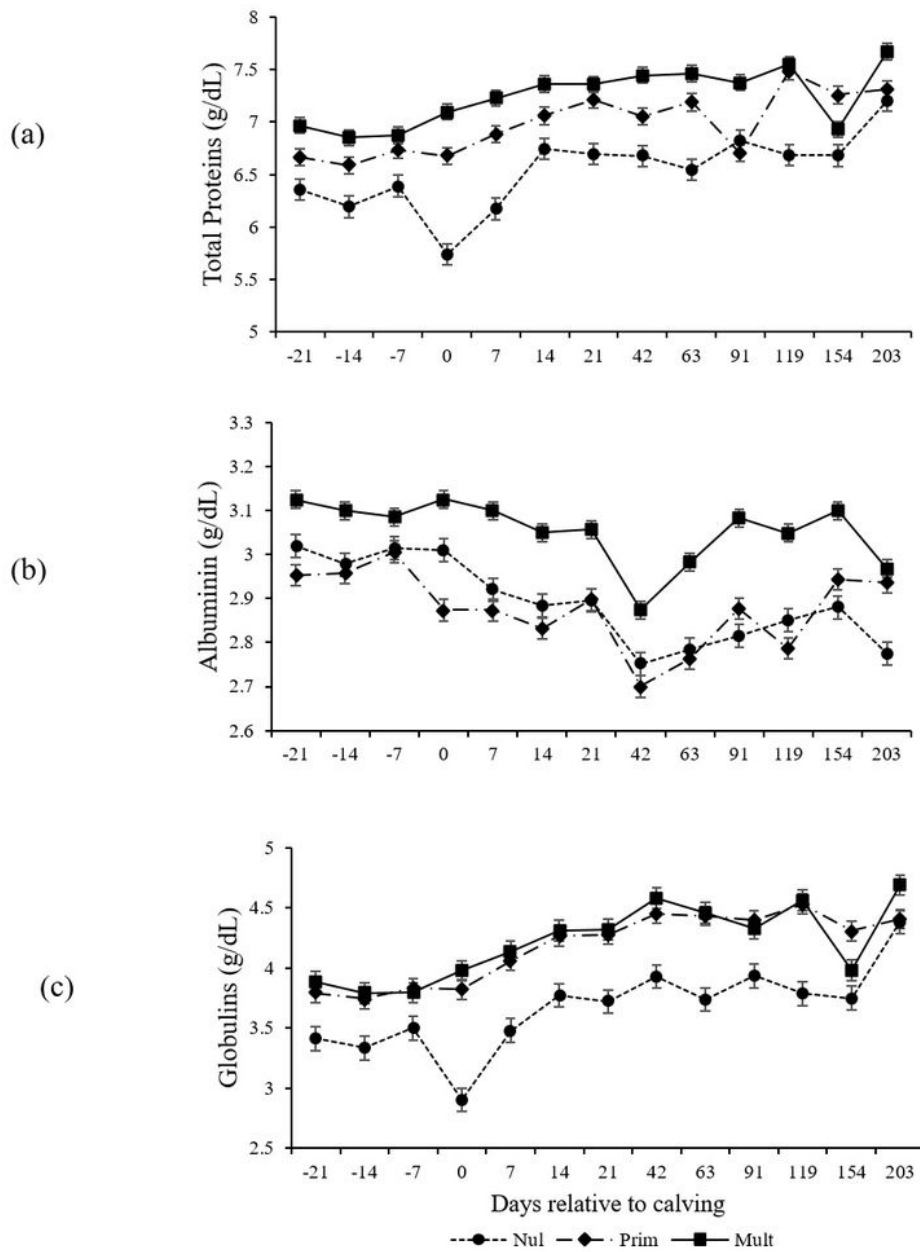 (a)
Total Proteins (g/dL)
8
7.5
7
6.5
6
5.5
5
-21 -14 -7 0 7 14 21 42 63 91 119 154 203
(b)
Albuminin (g/dL)
3.3
3.2
3.1
3
2.9
2.8
2.7
2.6
-21 -14 -7 0 7 14 21 42 63 91 119 154 203
(c)
Globulins (g/dL)
5
4.5
4
3.5
3
2.5
-21 -14 -7 0 7 14 21 42 63 91 119 154 203
Days relative to calving
Nul Prim Mult